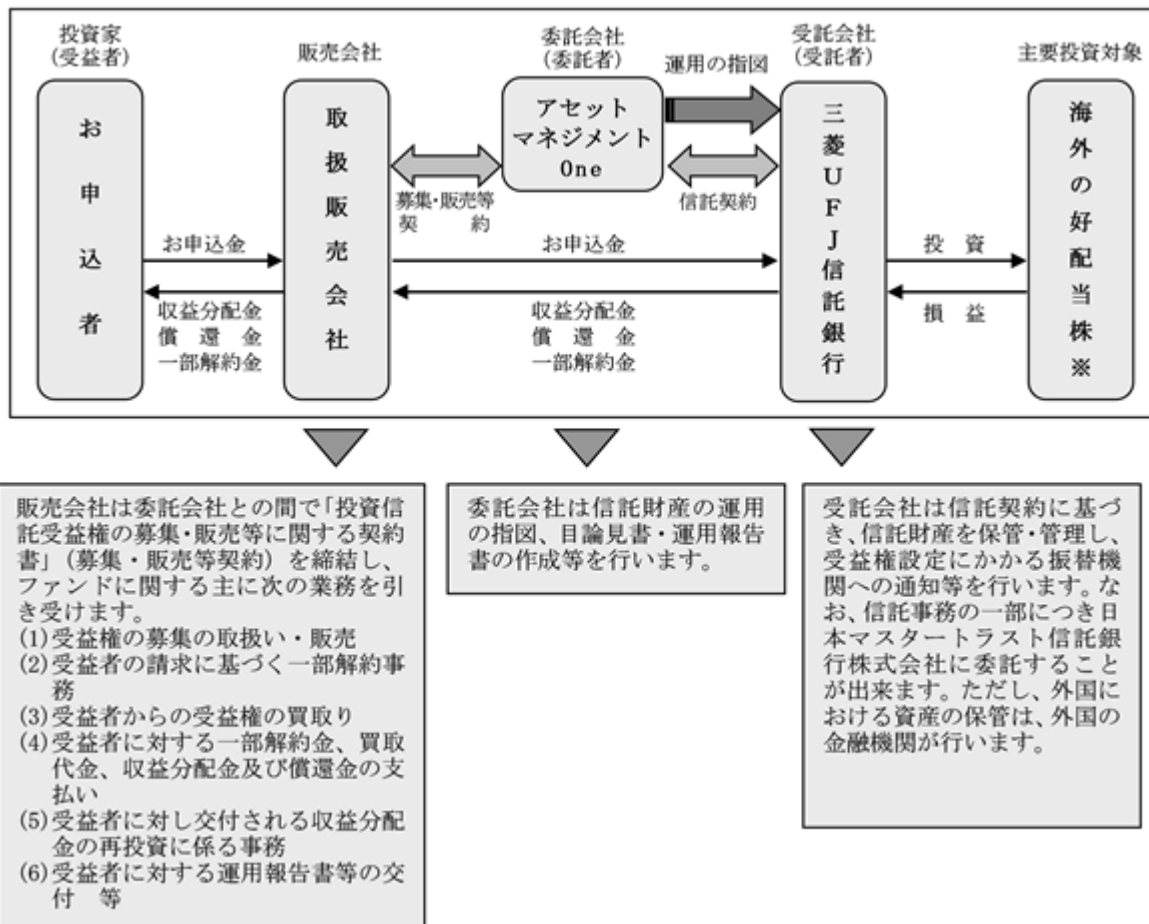 投資家
(受益者)
販売会社
委託会社
(委託者)
受託会社
(受託者)
主要投資対象
運用の指図
お申込者
取扱販売会社
アセット
マネジメント
One
三菱UFJ信託銀行
海外の好配当株※
募集・販売等
契約
信託契約
お申込金
お申込金
投資
収益分配金
償還金
一部解約金
収益分配金
償還金
一部解約金
損益
販売会社は委託会社との間で「投資信
託受益権の募集・販売等に関する契約
書」(募集・販売等契約)を締結し、
ファンドに関する主に次の業務を引
き受けます。
(1)受益権の募集の取扱い・販売
(2)受益者の請求に基づく一部解約事
務
(3)受益者からの受益権の買取り
(4)受益者に対する一部解約金、買取
代金、収益分配金及び償還金の支
払い
(5)受益者に対し交付される収益分配
金の再投資に係る事務
(6)受益者に対する運用報告書等の交
付 等
委託会社は信託財産の運用
の指図、目論見書・運用報告
書の作成等を行います。
受託会社は信託契約に基づ
き、信託財産を保管・管理し、
受益権設定にかかる振替機
関への通知等を行います。な
お、信託事務の一部につき日
本マスタートラスト信託銀
行株式会社に委託すること
が出来ます。ただし、外国に
おける資産の保管は、外国の
金融機関が行います。